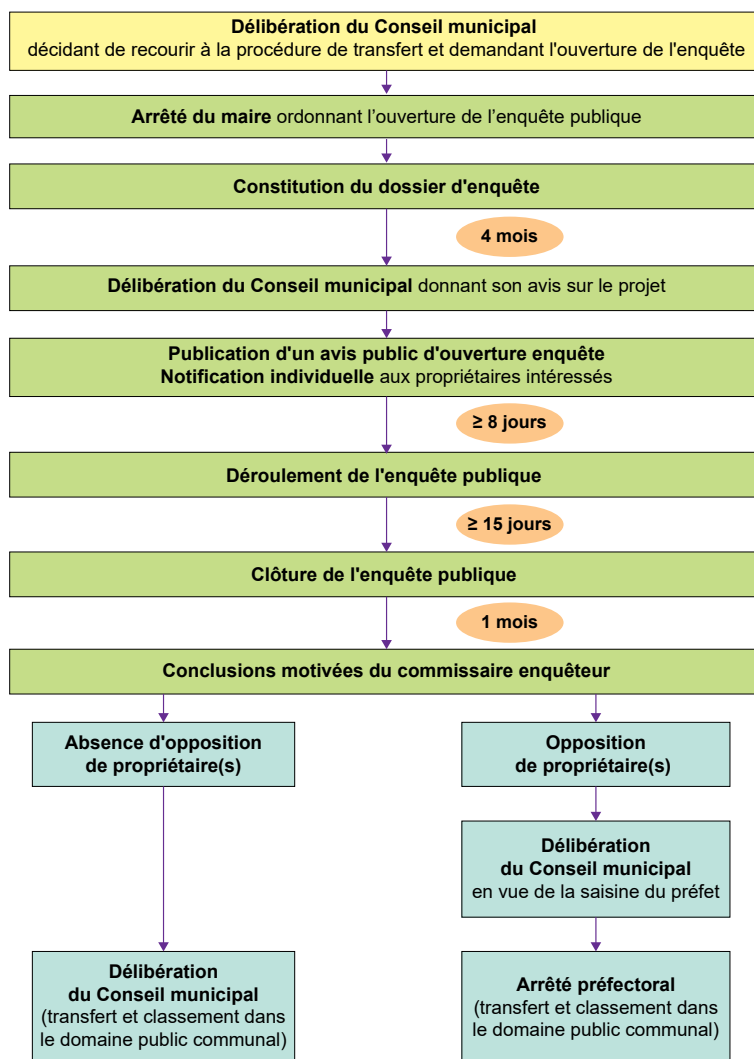 Délibération du Conseil municipal
décidant de recourir à la procédure de transfert et demandant l'ouverture de l'enquête
Arrêté du maire ordonnant l’ouverture de l’enquête publique
Constitution du dossier d'enquête
4 mois
Délibération du Conseil municipal donnant son avis sur le projet
Publication d'un avis public d'ouverture enquête
Notification individuelle aux propriétaires intéressés
≥ 8 jours
Déroulement de l'enquête publique
≥ 15 jours
Clôture de l'enquête publique
1 mois
Conclusions motivées du commissaire enquêteur
Absence d'opposition
de propriétaire(s)
Délibération
du Conseil municipal
(transfert et classement dans
le domaine public communal)
Opposition
de propriétaire(s)
Délibération
du Conseil municipal
en vue de la saisine du préfet
Arrêté préfectoral
(transfert et classement dans
le domaine public communal)